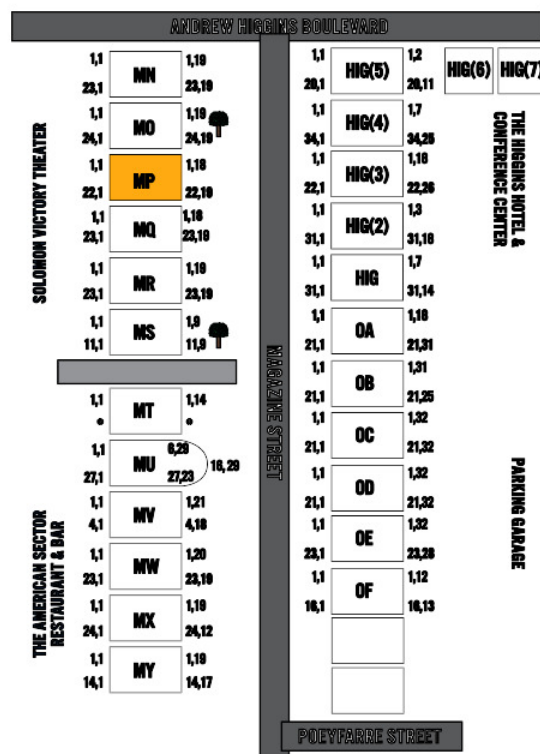 ANDREW HIGGINS BOULEVARD
1,1 MN 1,19
23,1 23,19
1,1 MO 1,19
24,1 24,19
1,1 MP 1,18
22,1 22,19
1,1 MQ 1,18
23,1 23,19
1,1 MR 1,19
23,1 23,19
1,1 MS 1,9
11,1 11,9
1,1 MT 1,14
1,1 MU 6,29
27,1 27,23 16,29
1,1 MV 1,21
4,1 4,18
1,1 MW 1,20
23,1 23,19
1,1 MX 1,19
24,1 24,12
1,1 MY 1,19
14,1 14,17
SOLOMON VICTORY THEATER
THE AMERICAN SECTOR
RESTAURANT & BAR
MAGAZINE STREET
1,1 HIG(5) 1,2
20,1 20,11
HIG(6) HIG(7)
1,1 HIG(4) 1,7
34,1 34,25
1,1 HIG(3) 1,16
22,1 22,26
1,1 HIG(2) 1,3
31,1 31,16
1,1 HIG 1,7
31,1 31,14
1,1 OA 1,18
21,1 21,31
1,1 OB 1,31
21,1 21,25
1,1 OC 1,32
21,1 21,32
1,1 OD 1,32
21,1 21,32
1,1 OE 1,32
23,1 23,28
1,1 OF 1,12
16,1 16,13
THE HIGGINS HOTEL &
CONFERENCE CENTER
PARKING GARAGE
POEYFARRE STREET